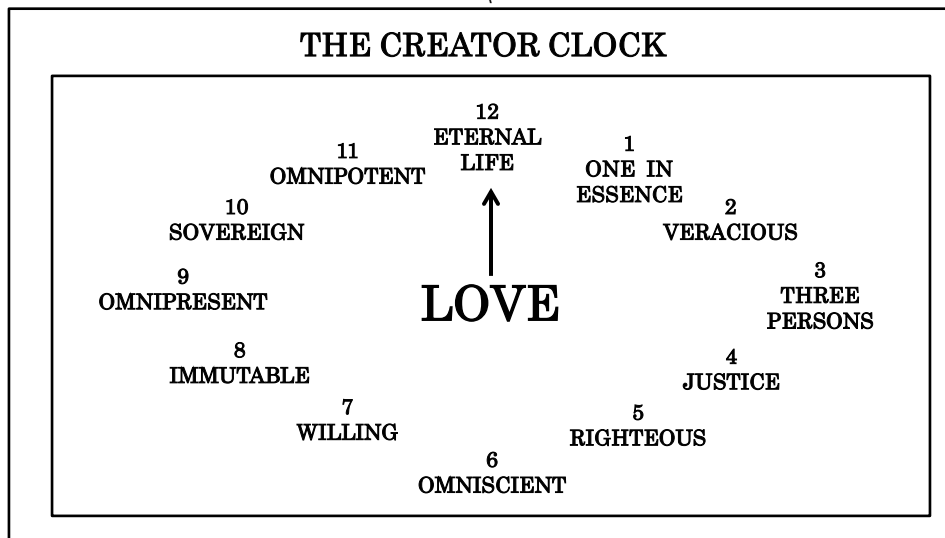 THE CREATOR CLOCK
12
ETERNAL
LIFE
1
ONE IN
ESSENCE
2
VERACIOUS
3
THREE
PERSONS
4
JUSTICE
5
RIGHTEOUS
6
OMNISCIENT
7
WILLING
8
IMMUTABLE
9
OMNIPRESENT
10
SOVEREIGN
11
OMNIPOTENT
LOVE